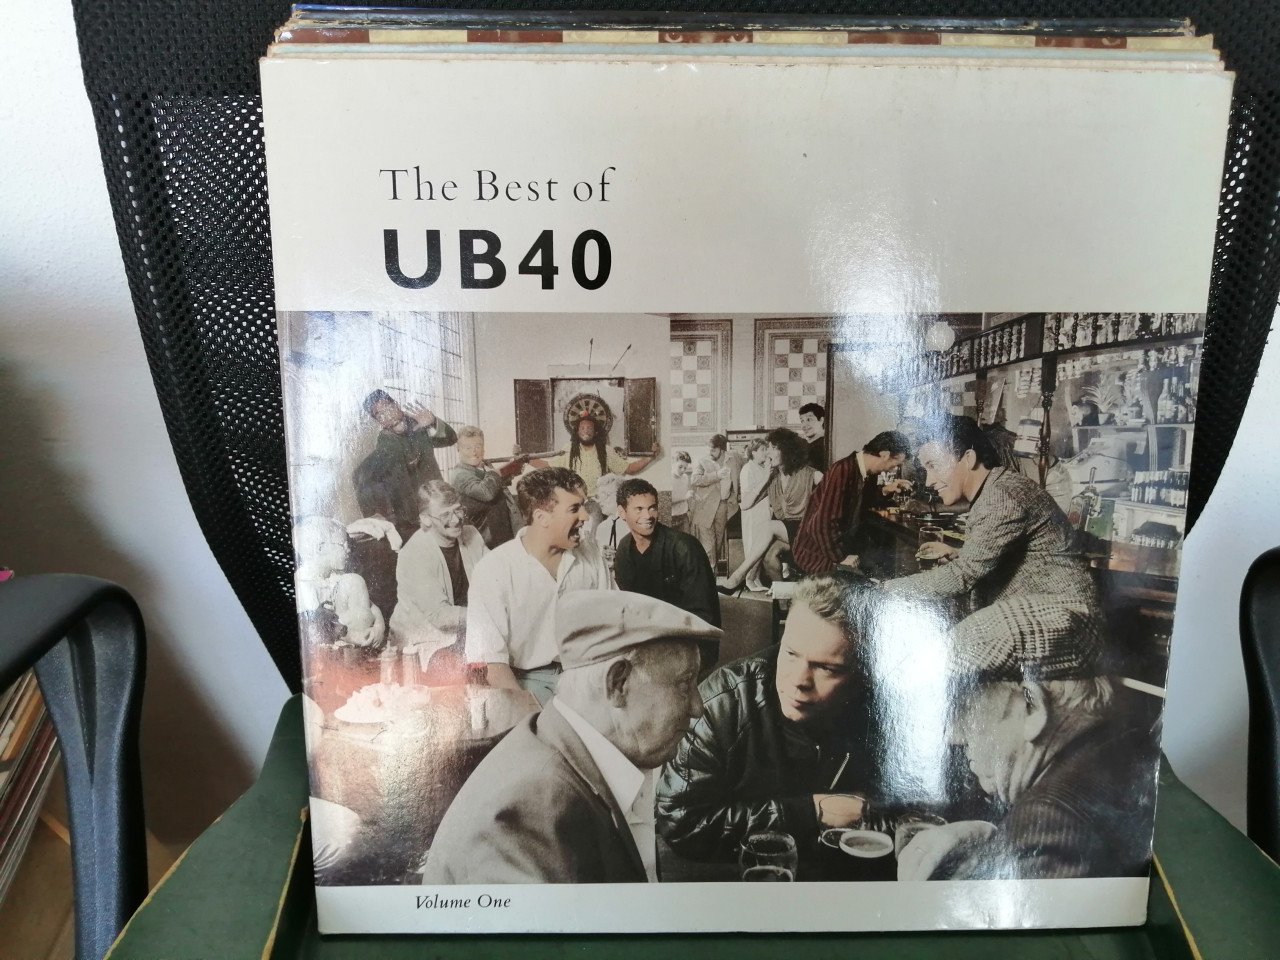 The Best of
UB40
Volume One